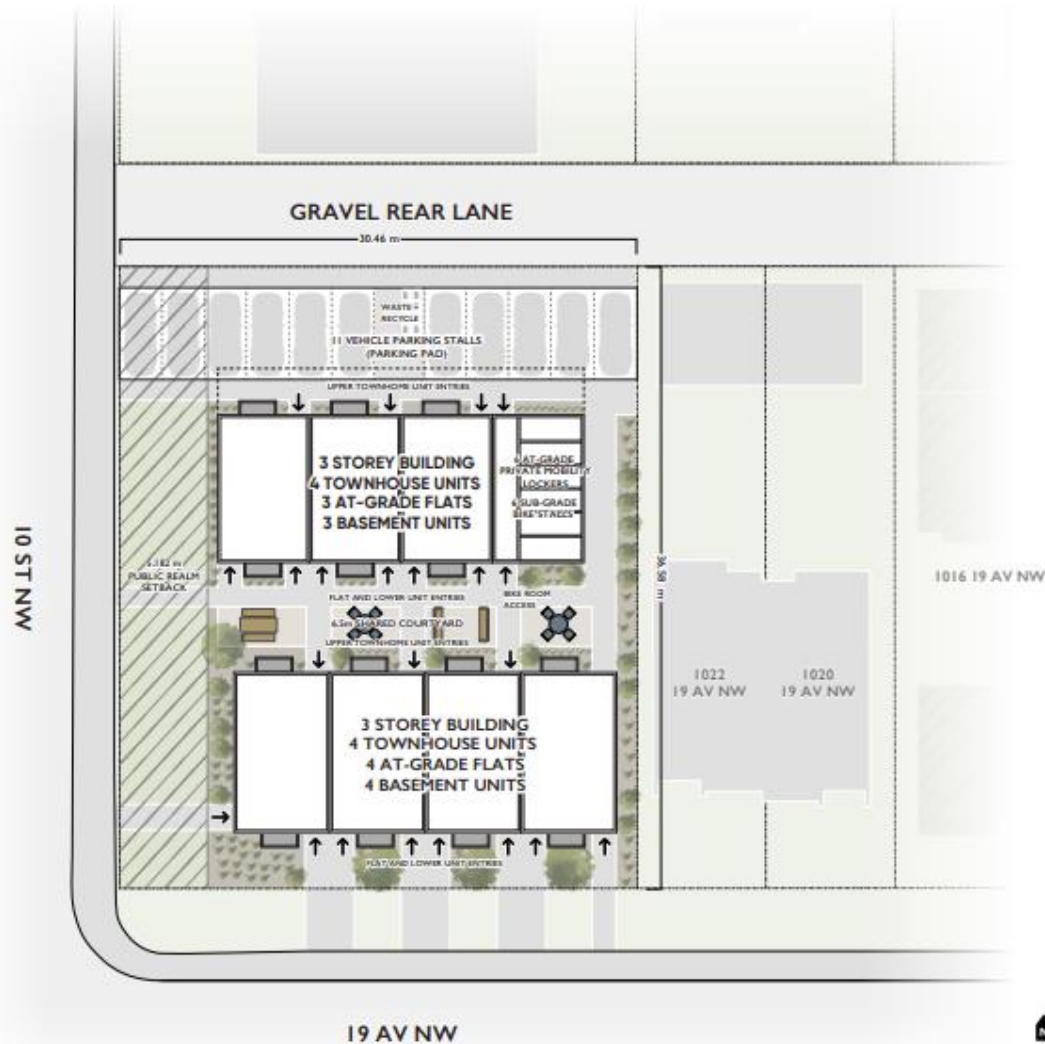 GRAVEL REAR LANE
30.46 m
WASTE +
RECYCLE
11 VEHICLE PARKING STALLS
(PARKING PAD)
UPPER TOWNHOME UNIT ENTRIES
3 STOREY BUILDING
4 TOWNHOUSE UNITS
3 AT-GRADE FLATS
3 BASEMENT UNITS
6 AT-GRADE
PRIVATE MOBILITY
LOCKERS
6 SUB-GRADE
BIKE STALLS
10 ST NW
5.182 m
PUBLIC REALM
SETBACK
36.58 m
1016 19 AV NW
FLAT AND LOWER UNIT ENTRIES
BIKE ROOM
ACCESS
6.5m SHARED COURTYARD
UPPER TOWNHOME UNIT ENTRIES
1022
19 AV NW
1020
19 AV NW
3 STOREY BUILDING
4 TOWNHOUSE UNITS
4 AT-GRADE FLATS
4 BASEMENT UNITS
FLAT AND LOWER UNIT ENTRIES
19 AV NW
N